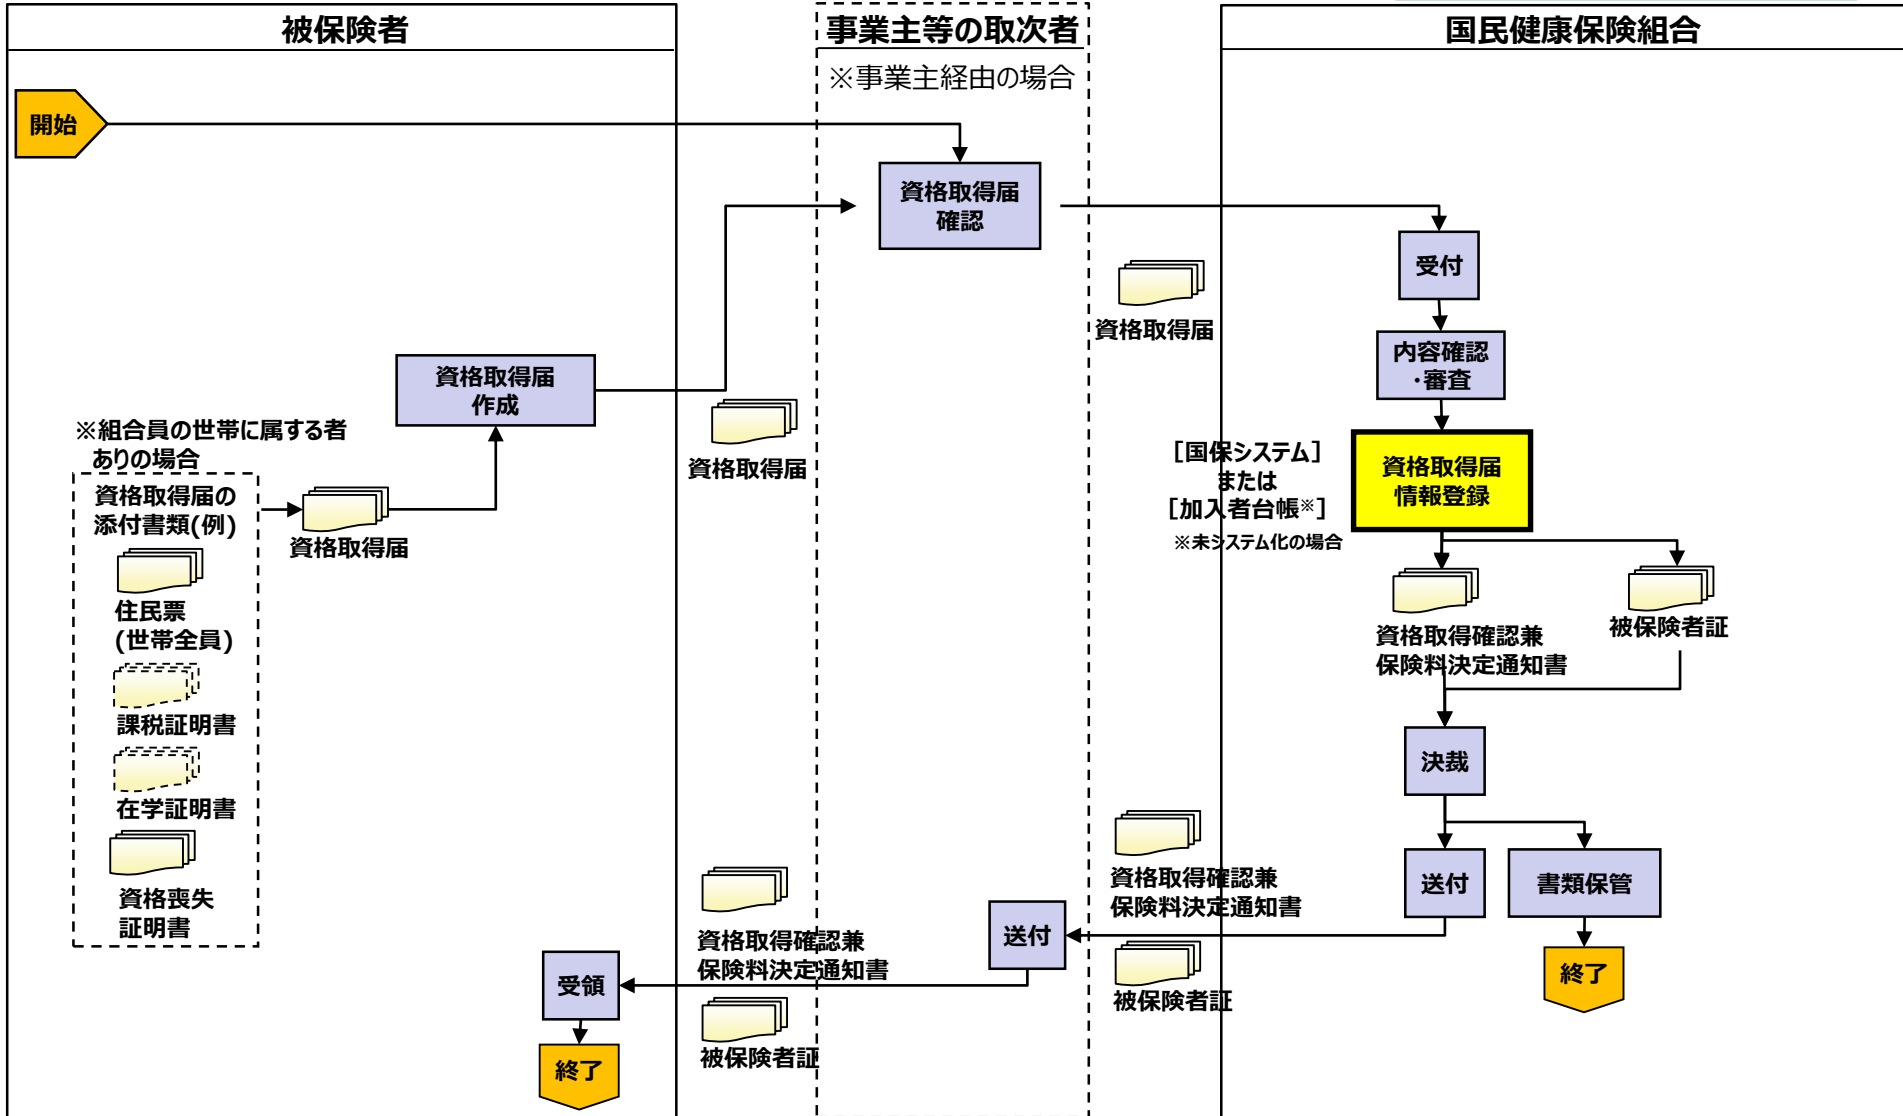 被保険者
事業主等の取次者
国民健康保険組合
※事業主経由の場合
開始
資格取得届
確認
受付
資格取得届
内容確認
・審査
資格取得届
作成
資格取得届
※組合員の世帯に属する者
ありの場合
資格取得届の
添付書類(例)
資格取得届
住民票
(世帯全員)
課税証明書
在学証明書
資格喪失
証明書
[国保システム]
または
[加入者台帳※]
※未システム化の場合
資格取得届
情報登録
資格取得確認兼
保険料決定通知書
被保険者証
決裁
送付
書類保管
終了
資格取得確認兼
保険料決定通知書
被保険者証
送付
資格取得確認兼
保険料決定通知書
被保険者証
受領
終了